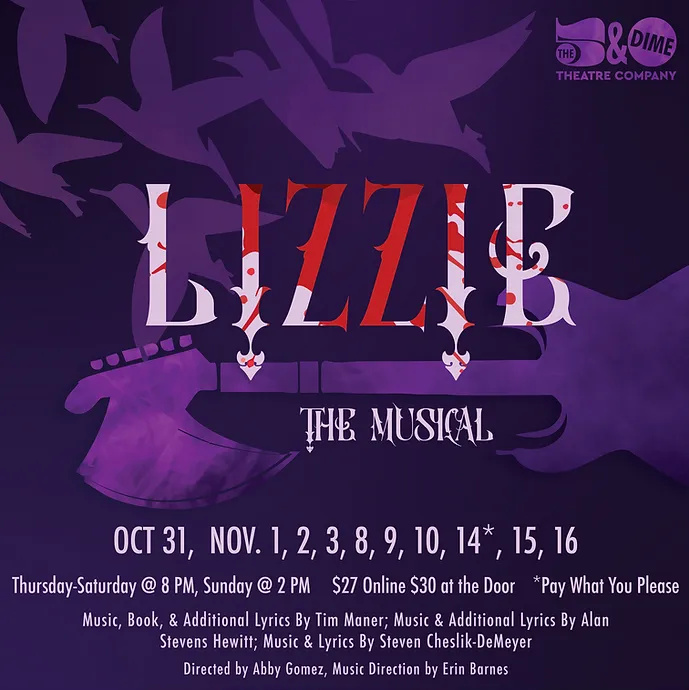 THE 5 & DIME
THEATRE COMPANY
LIZZIE
THE MUSICAL
OCT 31, NOV. 1, 2, 3, 8, 9, 10, 14*, 15, 16
Thursday-Saturday @ 8 PM, Sunday @ 2 PM $27 Online $30 at the Door *Pay What You Please
Music, Book, & Additional Lyrics By Tim Maner; Music & Additional Lyrics By Alan
Stevens Hewitt; Music & Lyrics By Steven Cheslik-DeMeyer
Directed by Abby Gomez, Music Direction by Erin Barnes